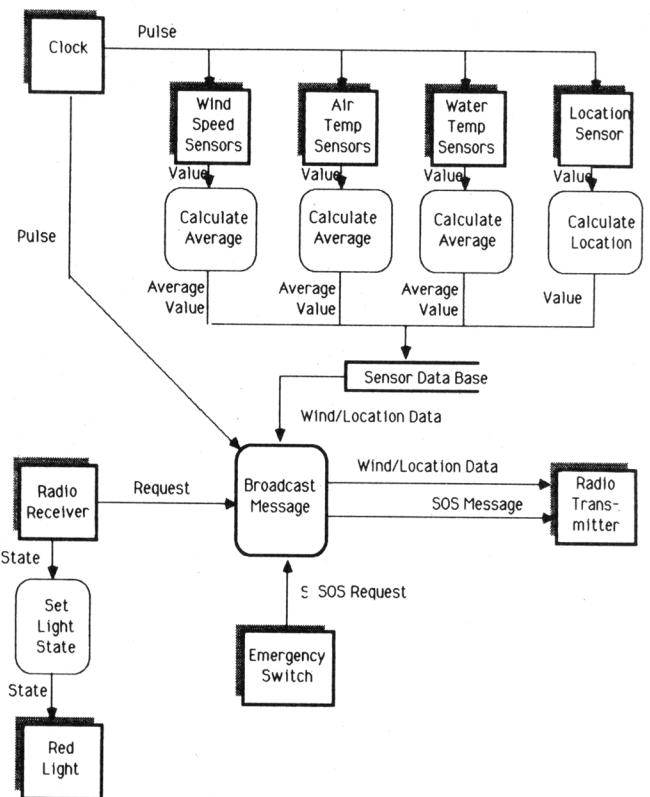 Clock
Pulse
Wind
Speed
Sensors
Air
Temp
Sensors
Water
Temp
Sensors
Location
Sensor
Value
Value
Value
Value
Calculate
Average
Calculate
Average
Calculate
Average
Calculate
Location
Pulse
Average
Value
Average
Value
Average
Value
Value
Sensor Data Base
Wind/Location Data
Radio
Receiver
Request
Broadcast
Message
Wind/Location Data
SOS Message
Radio
Trans-
mitter
State
Set
Light
State
S SOS Request
Emergency
Switch
State
Red
Light